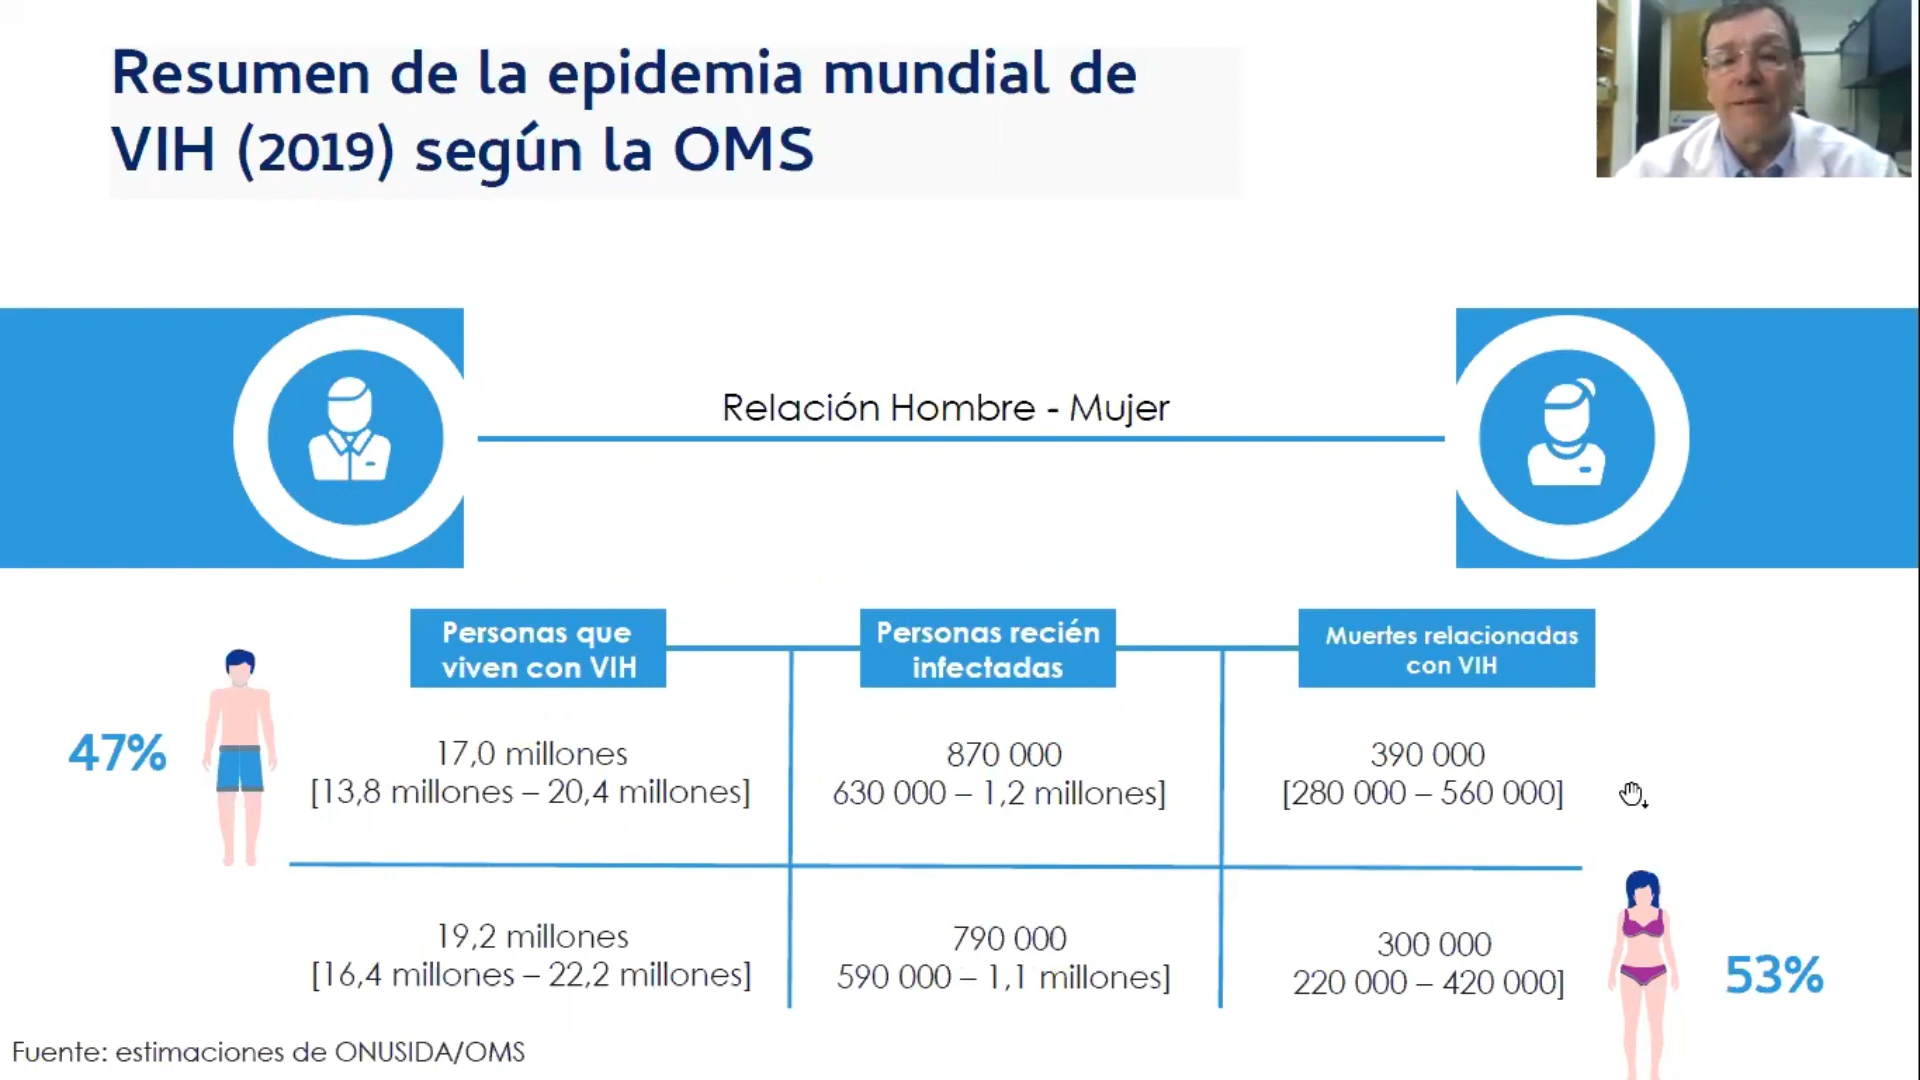 Resumen de la epidemia mundial de
VIH (2019) según la OMS
Relación Hombre - Mujer
Personas que
viven con VIH
Personas recién
infectadas
Muertes relacionadas
con VIH
47%
17,0 millones
[13,8 millones – 20,4 millones]
870 000
630 000 – 1,2 millones]
390 000
[280 000 – 560 000]
19,2 millones
[16,4 millones – 22,2 millones]
790 000
590 000 – 1,1 millones]
300 000
220 000 – 420 000]
53%
Fuente: estimaciones de ONUSIDA/OMS